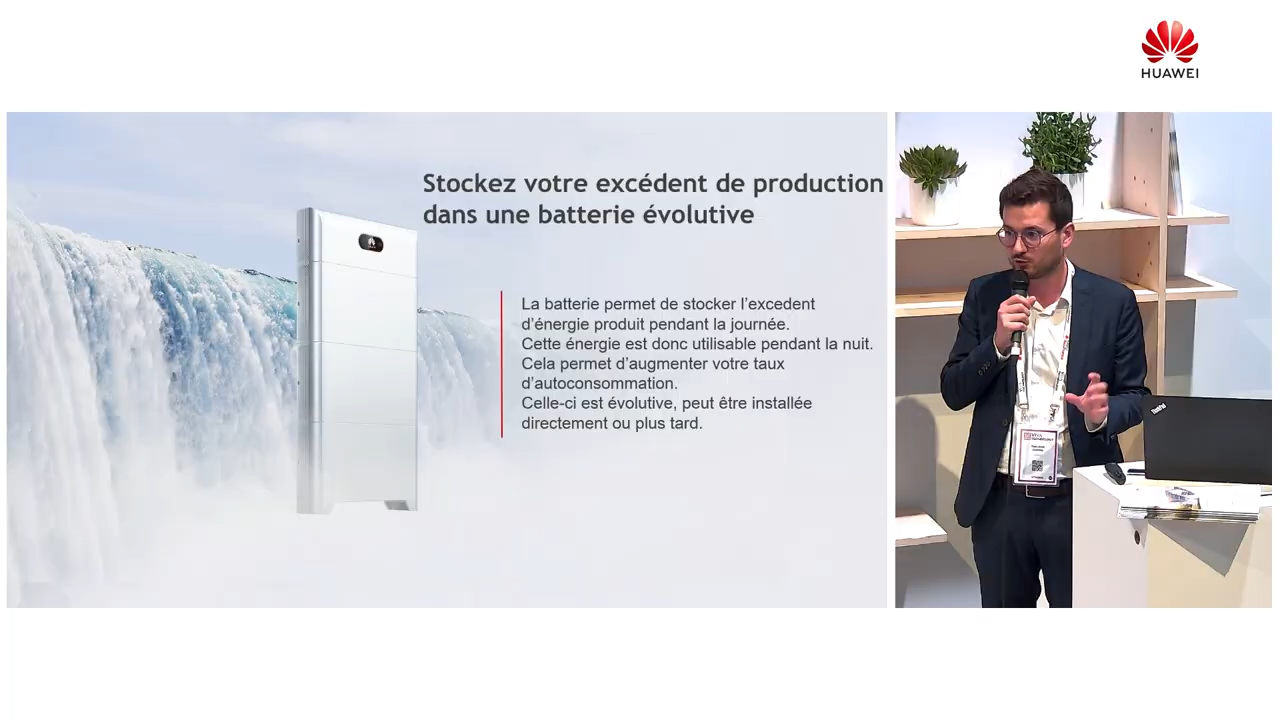 HUAWEI
Stockez votre excédent de production
dans une batterie évolutive
La batterie permet de stocker l’excedent
d’énergie produit pendant la journée.
Cette énergie est donc utilisable pendant la nuit.
Cela permet d’augmenter votre taux
d’autoconsommation.
Celle-ci est évolutive, peut être installée
directement ou plus tard.
ThinkPad